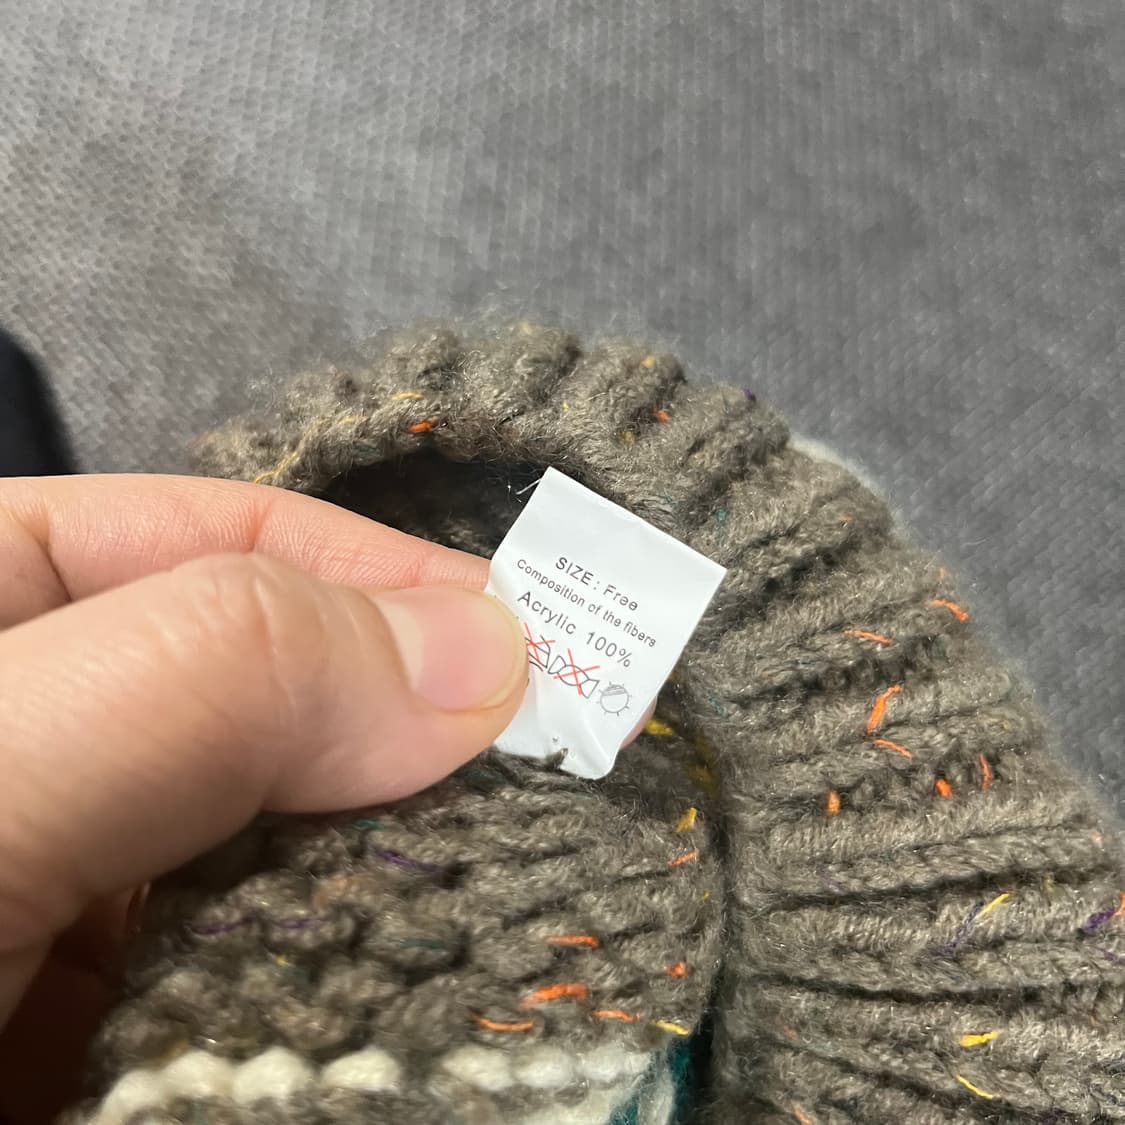 SIZE : Free
Composition of the fibers
Acrylic 100%